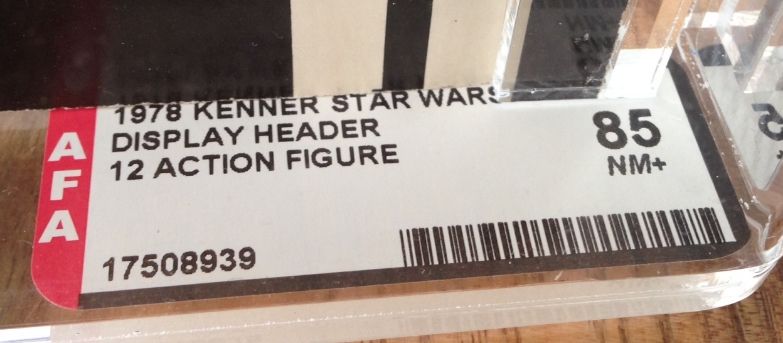 AFA
1978 KENNER STAR WARS
DISPLAY HEADER
12 ACTION FIGURE
85
NM+
17508939